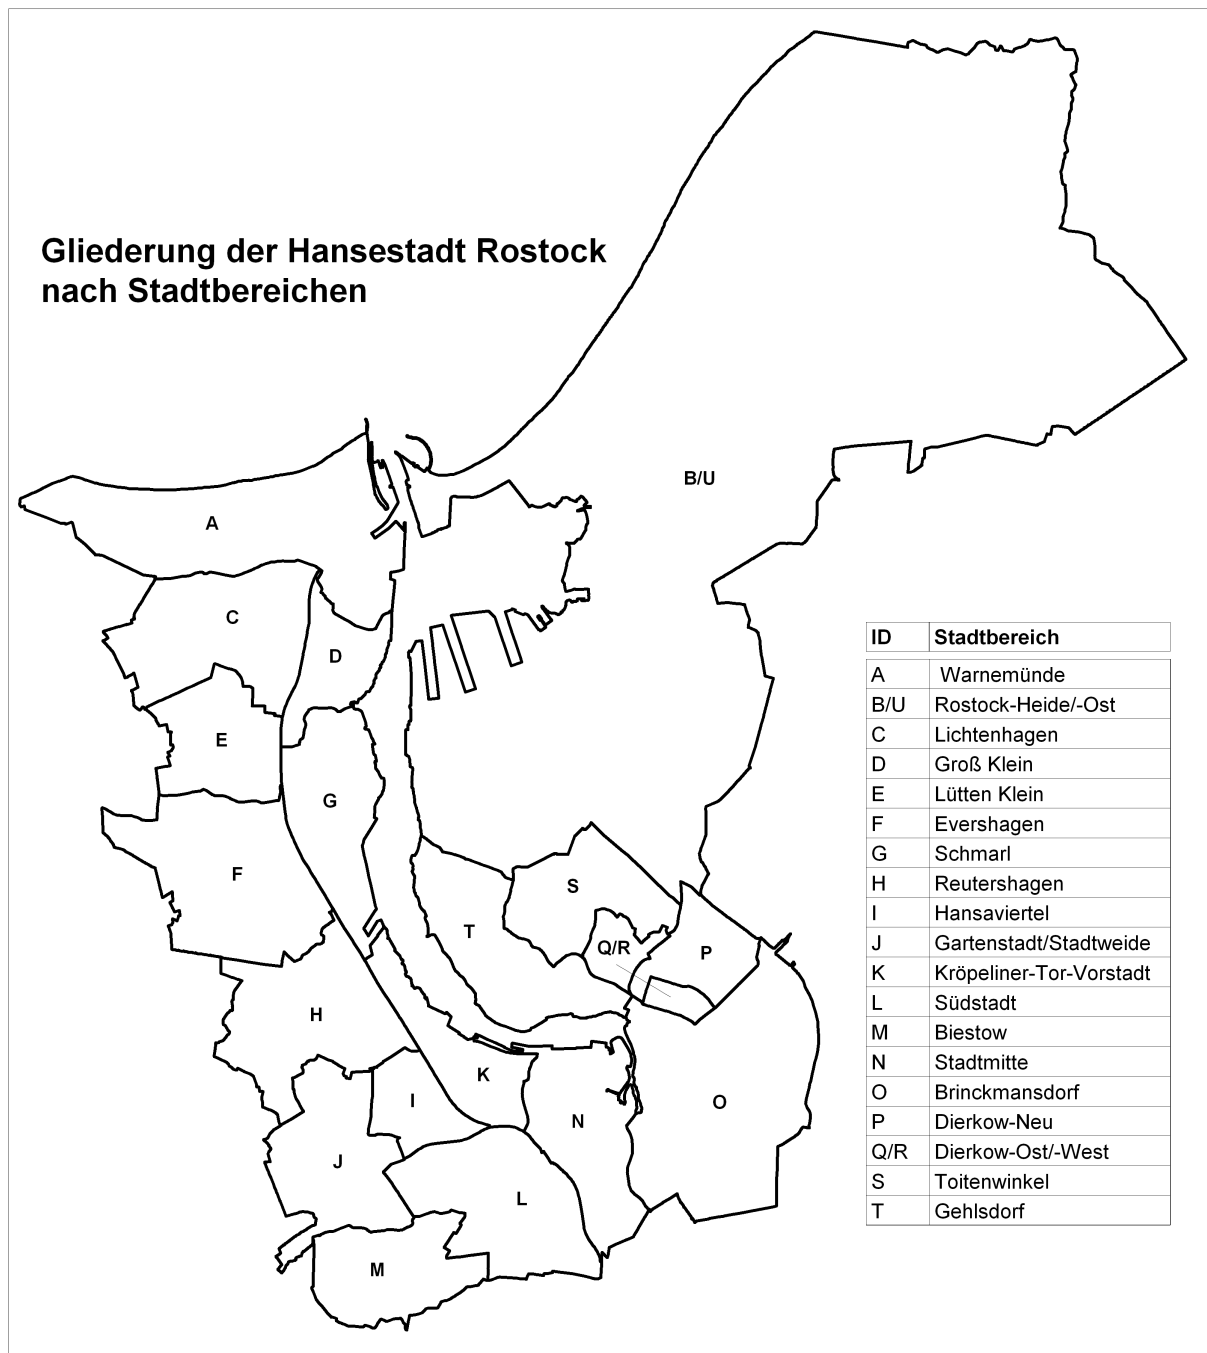 Gliederung der Hansestadt Rostock
nach Stadtbereichen
B/U
A
C
D
E
G
F
S
T
Q/R
P
H
K
I
N
O
J
L
M
ID Stadtbereich
A Warnemünde
B/U Rostock-Heide/-Ost
C Lichtenhagen
D Groß Klein
E Lütten Klein
F Evershagen
G Schmarl
H Reutershagen
I Hansaviertel
J Gartenstadt/Stadtweide
K Kröpeliner-Tor-Vorstadt
L Südstadt
M Biestow
N Stadtmitte
O Brinckmansdorf
P Dierkow-Neu
Q/R Dierkow-Ost/-West
S Toitenwinkel
T Gehlsdorf